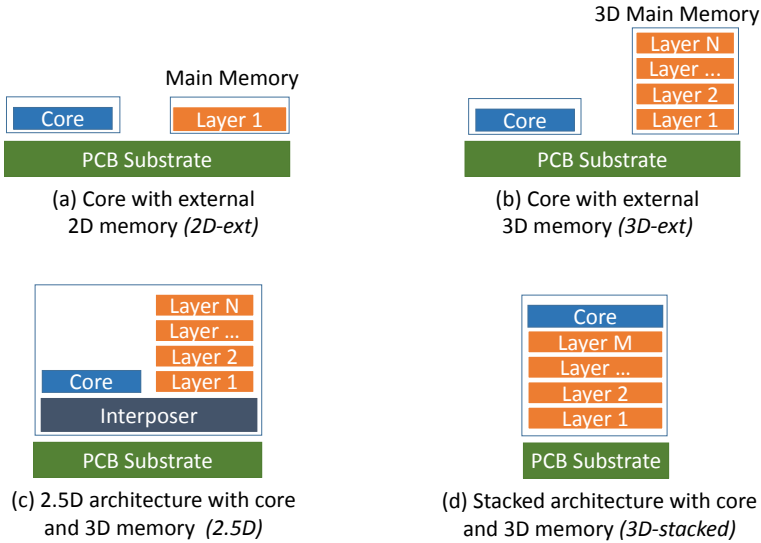 Main Memory
Core
Layer 1
PCB Substrate
(a) Core with external
2D memory (2D-ext)
3D Main Memory
Layer N
Layer ...
Layer 2
Core
Layer 1
PCB Substrate
(b) Core with external
3D memory (3D-ext)
Layer N
Layer ...
Layer 2
Core
Layer 1
Interposer
PCB Substrate
(c) 2.5D architecture with core
and 3D memory (2.5D)
Core
Layer M
Layer ...
Layer 2
Layer 1
PCB Substrate
(d) Stacked architecture with core
and 3D memory (3D-stacked)